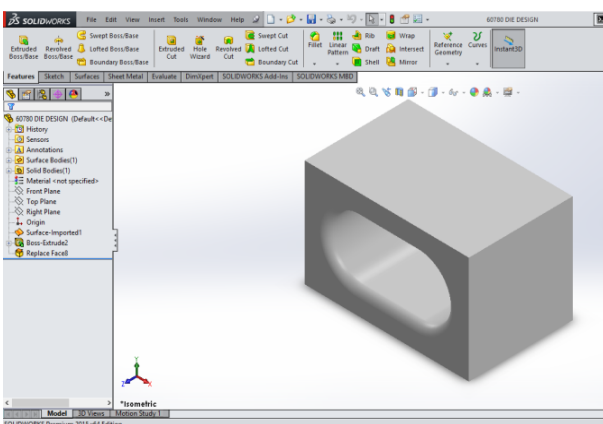 SOLIDWORKS File Edit View Insert Tools Window Help 60780 DIE DESIGN
Extruded Boss/Base
Revolved Boss/Base
Swept Boss/Base
Lofted Boss/Base
Boundary Boss/Base
Extruded Cut
Hole Wizard
Revolved Cut
Swept Cut
Lofted Cut
Boundary Cut
Fillet
Linear Pattern
Rib
Draft
Shell
Wrap
Intersect
Mirror
Reference Geometry
Curves
Instant3D
Features Sketch Surfaces Sheet Metal Evaluate DimXpert SOLIDWORKS Add-Ins SOLIDWORKS MBD
60780 DIE DESIGN (Default<<De
History
Sensors
Annotations
Surface Bodies(1)
Solid Bodies(1)
Material <not specified>
Front Plane
Top Plane
Right Plane
Origin
Surface-Imported1
Boss-Extrude2
Replace Face8
*Isometric
Model 3D Views Motion Study 1